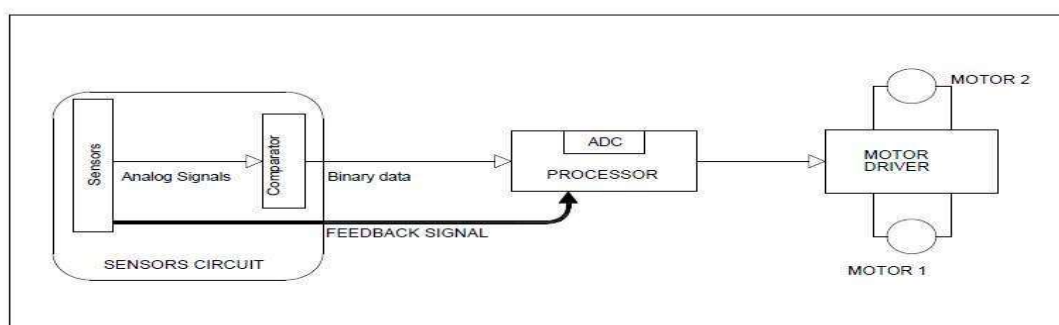 MOTOR 2
Sensors
Comparator
ADC
Analog Signals
Binary data
PROCESSOR
MOTOR
DRIVER
FEEDBACK SIGNAL
SENSORS CIRCUIT
MOTOR 1